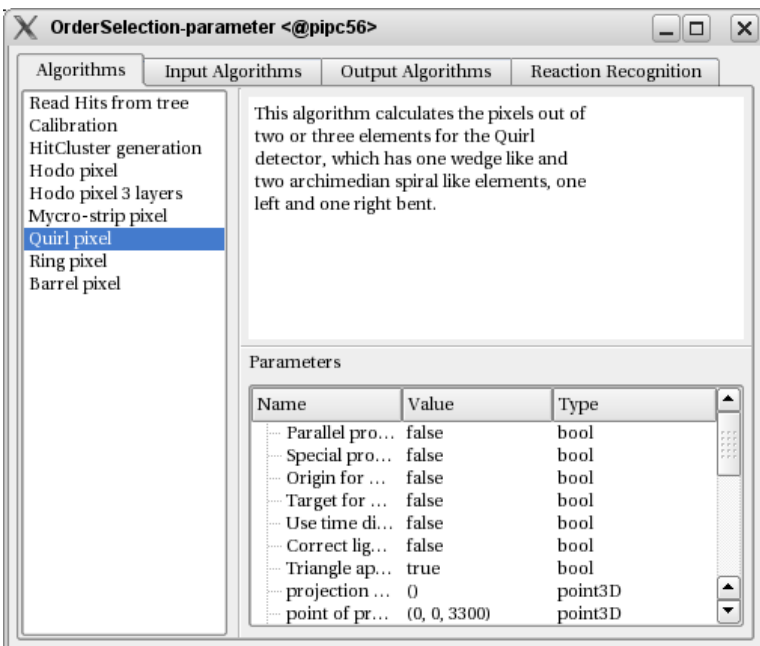 OrderSelection-parameter <@pipc56>
Algorithms Input Algorithms Output Algorithms Reaction Recognition
Read Hits from tree
Calibration
HitCluster generation
Hodo pixel
Hodo pixel 3 layers
Mycro-strip pixel
Quirl pixel
Ring pixel
Barrel pixel
This algorithm calculates the pixels out of
two or three elements for the Quirl
detector, which has one wedge like and
two archimedian spiral like elements, one
left and one right bent.
Parameters
Name Value Type
Parallel pro... false bool
Special pro... false bool
Origin for ... false bool
Target for ... false bool
Use time di... false bool
Correct lig... false bool
Triangle ap... true bool
projection ... () point3D
point of pr... (0, 0, 3300) point3D